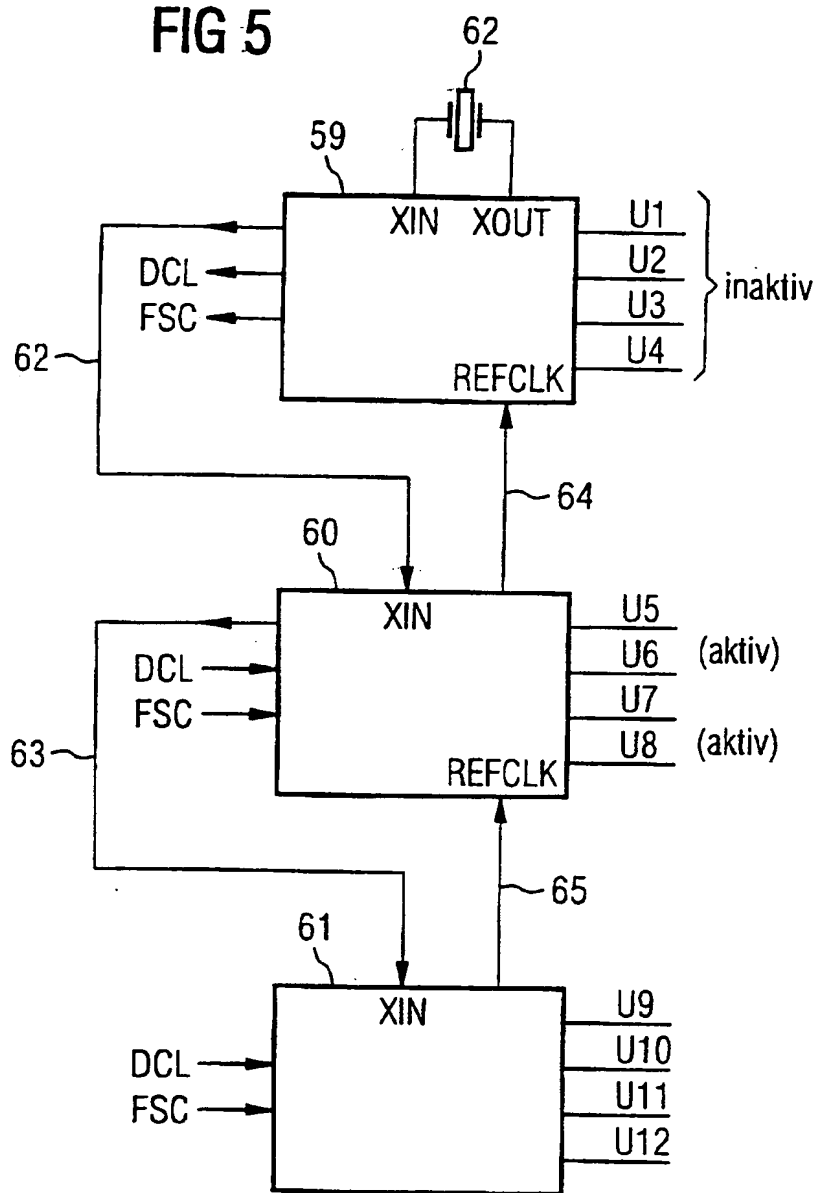 FIG 5
62
59
XIN XOUT
U1
DCL
U2
inaktiv
FSC
U3
62
U4
REFCLK
64
60
XIN
U5
DCL
U6 (aktiv)
FSC
U7
63
U8 (aktiv)
REFCLK
65
61
XIN
U9
DCL
U10
FSC
U11
U12